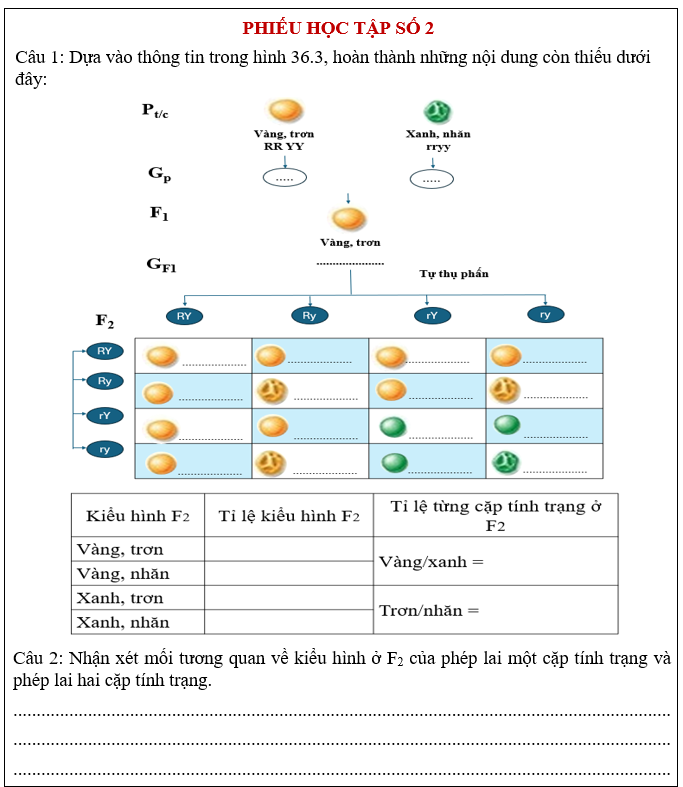 PHIẾU HỌC TẬP SỐ 2
Câu 1: Dựa vào thông tin trong hình 36.3, hoàn thành những nội dung còn thiếu dưới
đây:
Pt/c
Vàng, trơn
RR YY
Xanh, nhăn
rryy
Gp
.....
.....
F1
Vàng, trơn
GF1
.....................
Tự thụ phấn
F2
RY
Ry
rY
ry
RY
................
................
................
................
Ry
................
................
................
................
rY
................
................
................
................
ry
................
................
................
................
Kiểu hình F2
Tỉ lệ kiểu hình F2
Tỉ lệ từng cặp tính trạng ở
F2
Vàng, trơn
Vàng, nhăn
Vàng/xanh =
Xanh, trơn
Xanh, nhăn
Trơn/nhăn =
Câu 2: Nhận xét mối tương quan về kiểu hình ở F2 của phép lai một cặp tính trạng và
phép lai hai cặp tính trạng.
........................................................................................................................
........................................................................................................................
........................................................................................................................